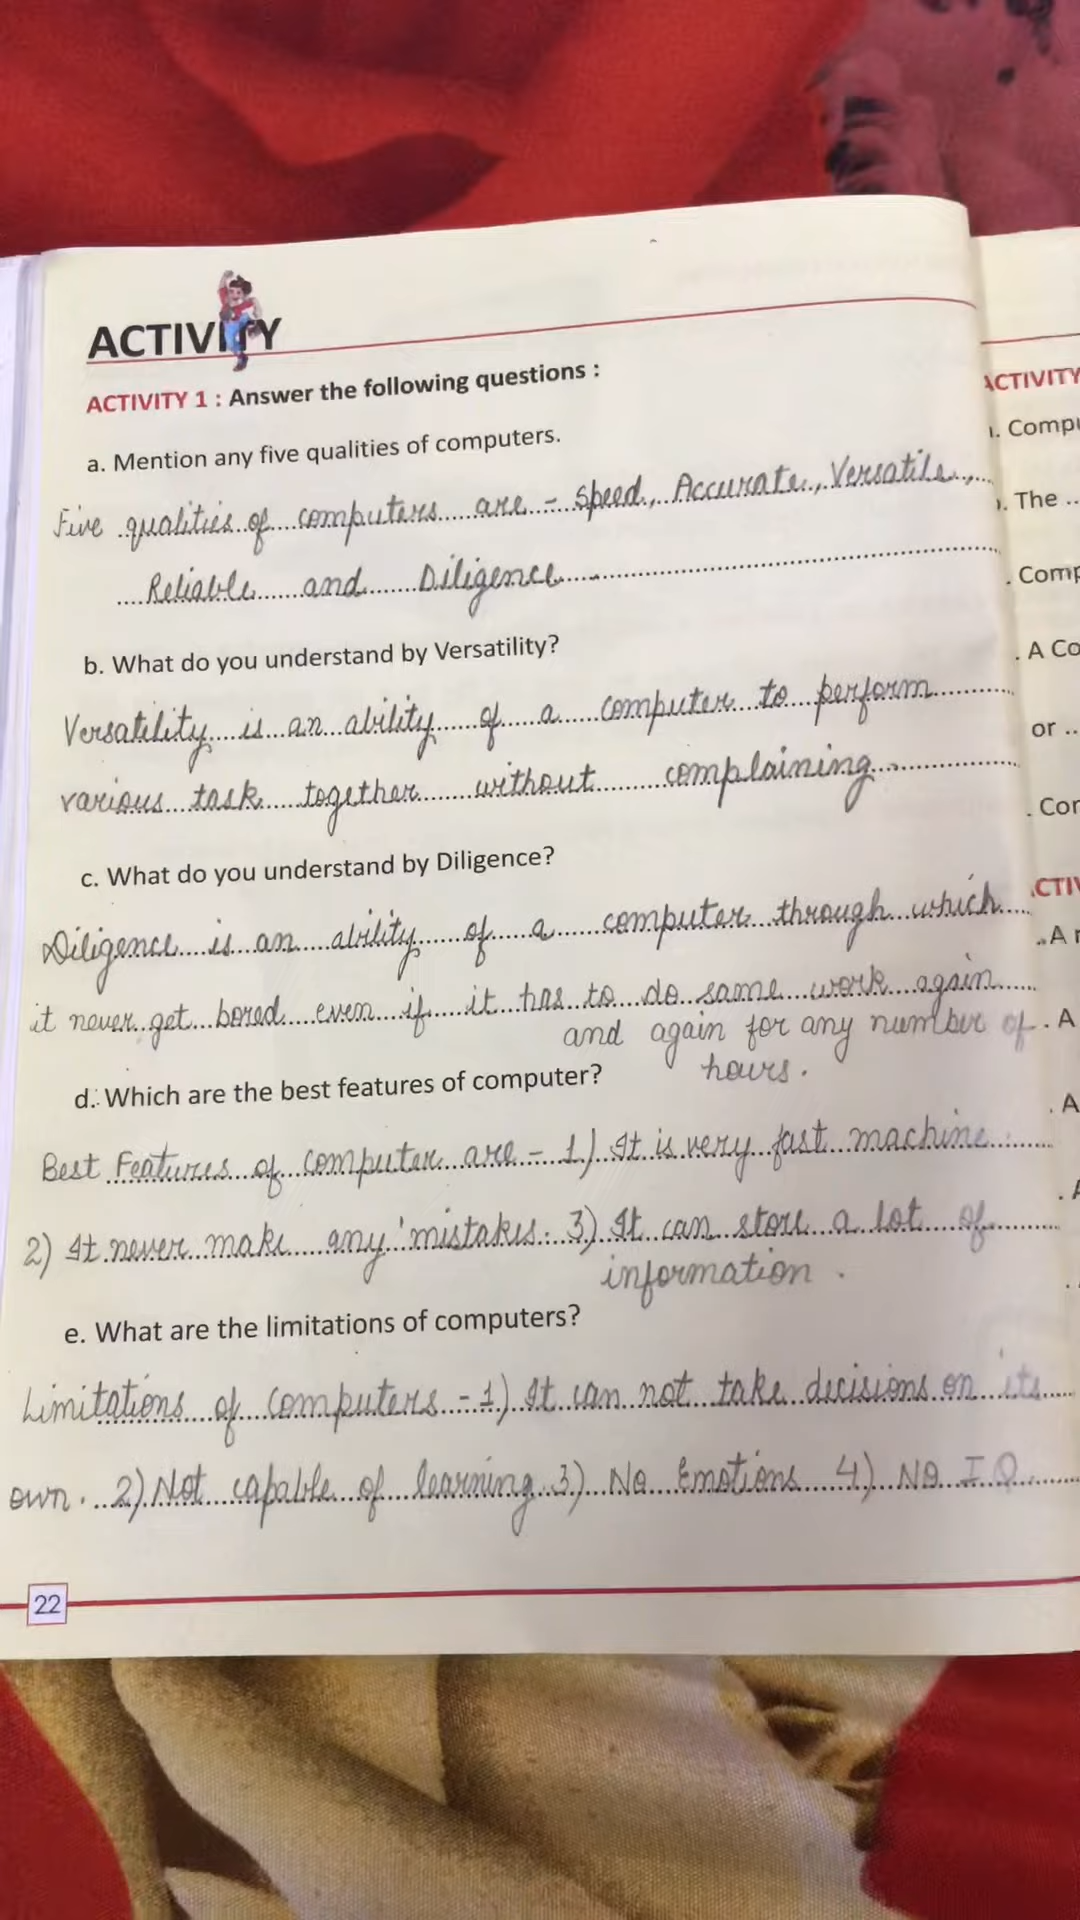 ACTIVITY
ACTIVITY 1 : Answer the following questions :
a. Mention any five qualities of computers.
Five qualities of computers are - speed, Accurate, Versatile,
Reliable and Diligence.
b. What do you understand by Versatility?
Versatility is an ability of a computer to perform
various task together without complaining.
c. What do you understand by Diligence?
Diligence is an ability of a computer through which
it never get bored even if it has to do same work again
and again for any number of
hours.
d. Which are the best features of computer?
Best Features of computer are - 1) It is very fast machine
2) It never make any mistakes. 3) It can store a lot of
information.
e. What are the limitations of computers?
Limitations of computers - 1) It can not take decisions on its
own. 2) Not capable of learning 3) No Emotions 4) No I Q
22
ACTIVITY
The ..
A Co
or ..
. A
A